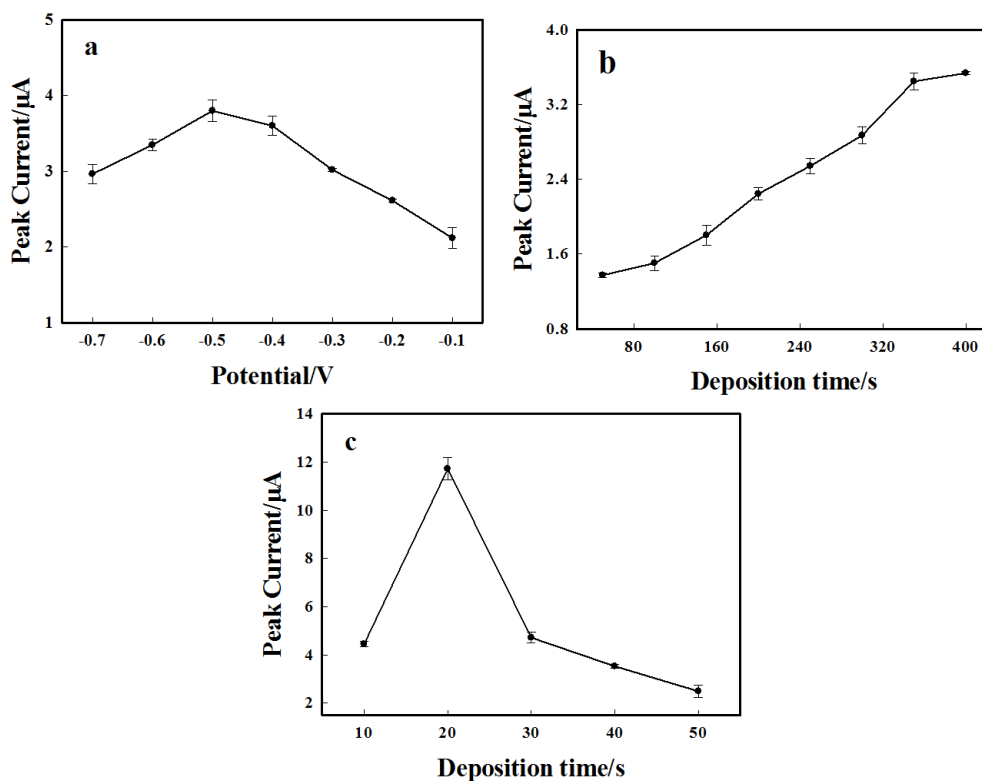 a
Peak Current/μA
5
4
3
2
1
-0.7 -0.6 -0.5 -0.4 -0.3 -0.2 -0.1
Potential/V
b
Peak Current/μA
4.0
3.2
2.4
1.6
0.8
80 160 240 320 400
Deposition time/s
c
Peak Current/μA
14
12
10
8
6
4
2
10 20 30 40 50
Deposition time/s